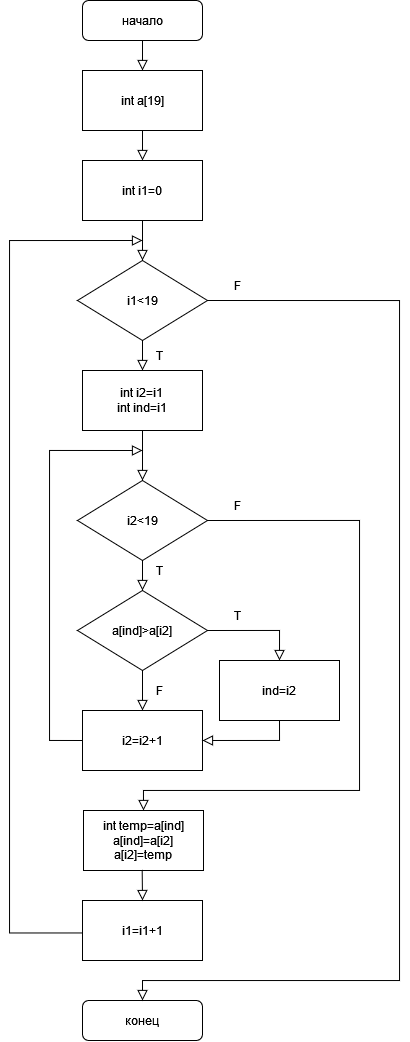 начало
int a[19]
int i1=0
i1<19
F
T
int i2=i1
int ind=i1
i2<19
F
T
a[ind]>a[i2]
T
F
ind=i2
i2=i2+1
int temp=a[ind]
a[ind]=a[i2]
a[i2]=temp
i1=i1+1
конец